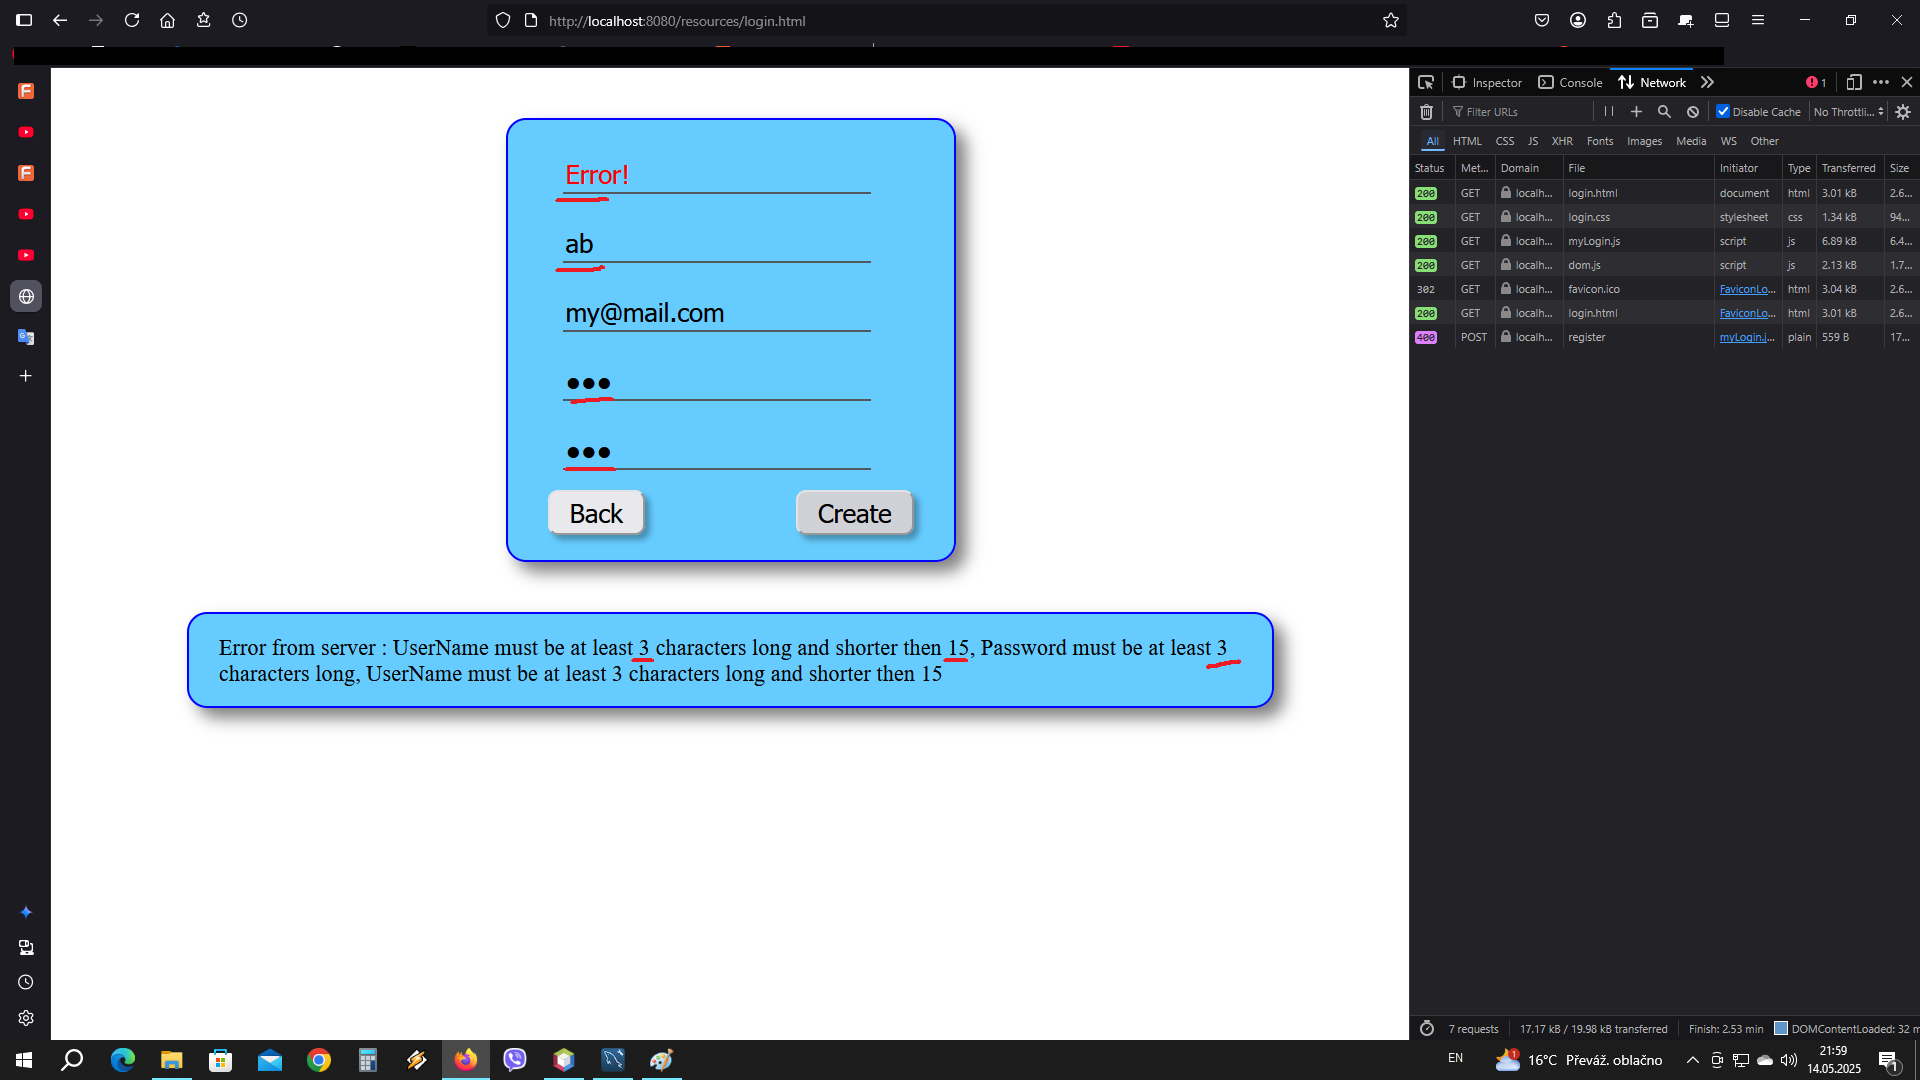 http://localhost:8080/resources/login.html
Inspector Console Network 1
Filter URLs Disable Cache No Throttli...
All HTML CSS JS XHR Fonts Images Media WS Other
Status Met... Domain File Initiator Type Transferred Size
200 GET localh... login.html document html 3.01 kB 2.6...
200 GET localh... login.css stylesheet css 1.34 kB 94...
200 GET localh... myLogin.js script js 6.89 kB 6.4...
200 GET localh... dom.js script js 2.13 kB 1.7...
302 GET localh... favicon.ico FaviconLo... html 3.04 kB 2.6...
200 GET localh... login.html FaviconLo... html 3.01 kB 2.6...
400 POST localh... register myLogin.j... plain 559 B 17...
Error!
ab
my@mail.com
●●●
●●●
Back Create
Error from server : UserName must be at least 3 characters long and shorter then 15, Password must be at least 3
characters long, UserName must be at least 3 characters long and shorter then 15
7 requests 17.17 kB / 19.98 kB transferred Finish: 2.53 min DOMContentLoaded: 32 m
EN 1 16°C Převáž. oblačno 21:59
14.05.2025 1